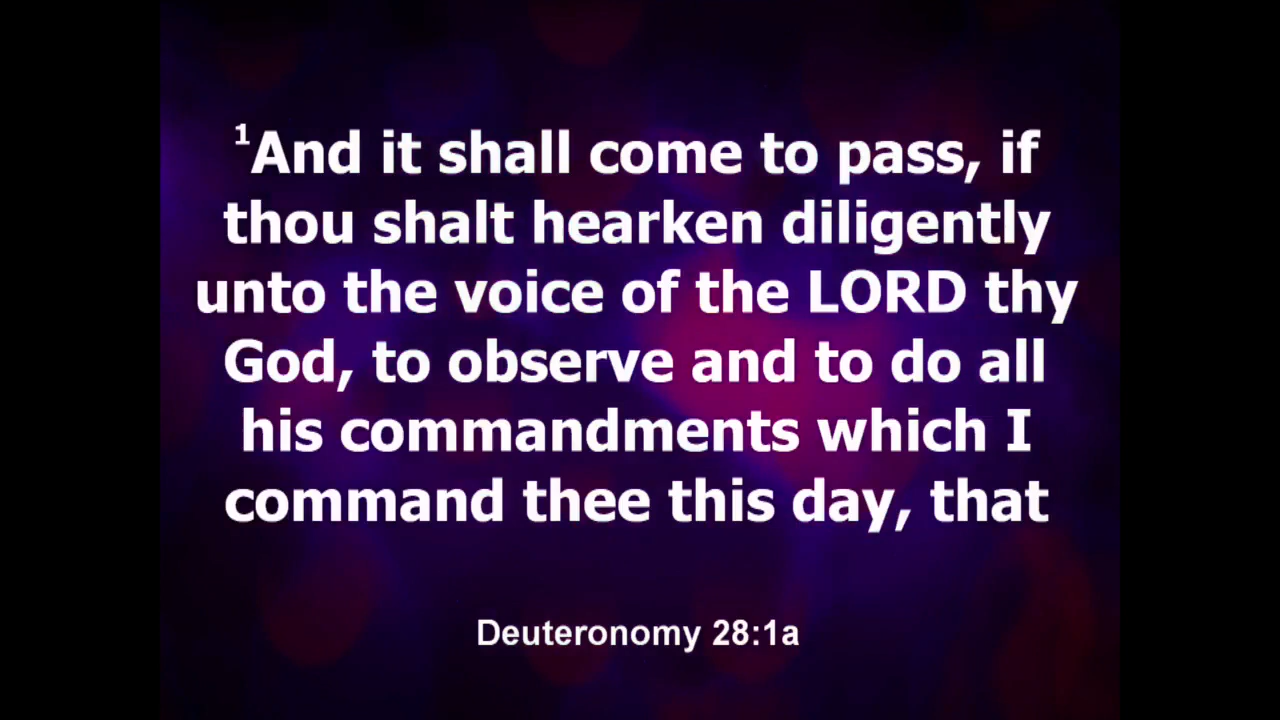 ¹And it shall come to pass, if
thou shalt hearken diligently
unto the voice of the LORD thy
God, to observe and to do all
his commandments which I
command thee this day, that
Deuteronomy 28:1a